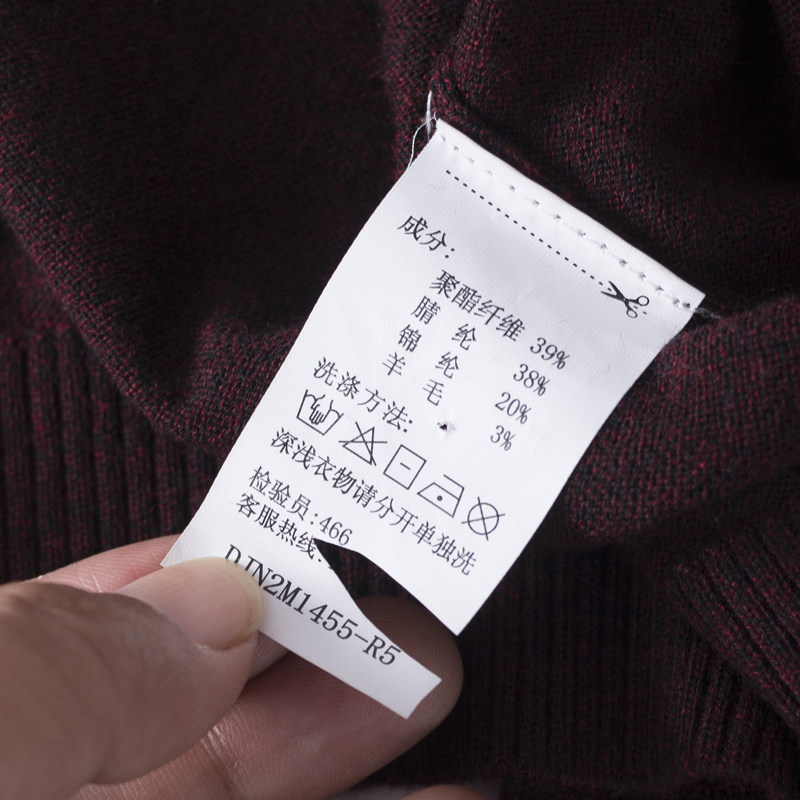 成分:
聚酯纤维 39%
腈 纶 38%
锦 纶 20%
羊 毛 3%
洗涤方法:
深浅衣物请分开单独洗
检验员:466
客服热线:
DJN2M1455-R5